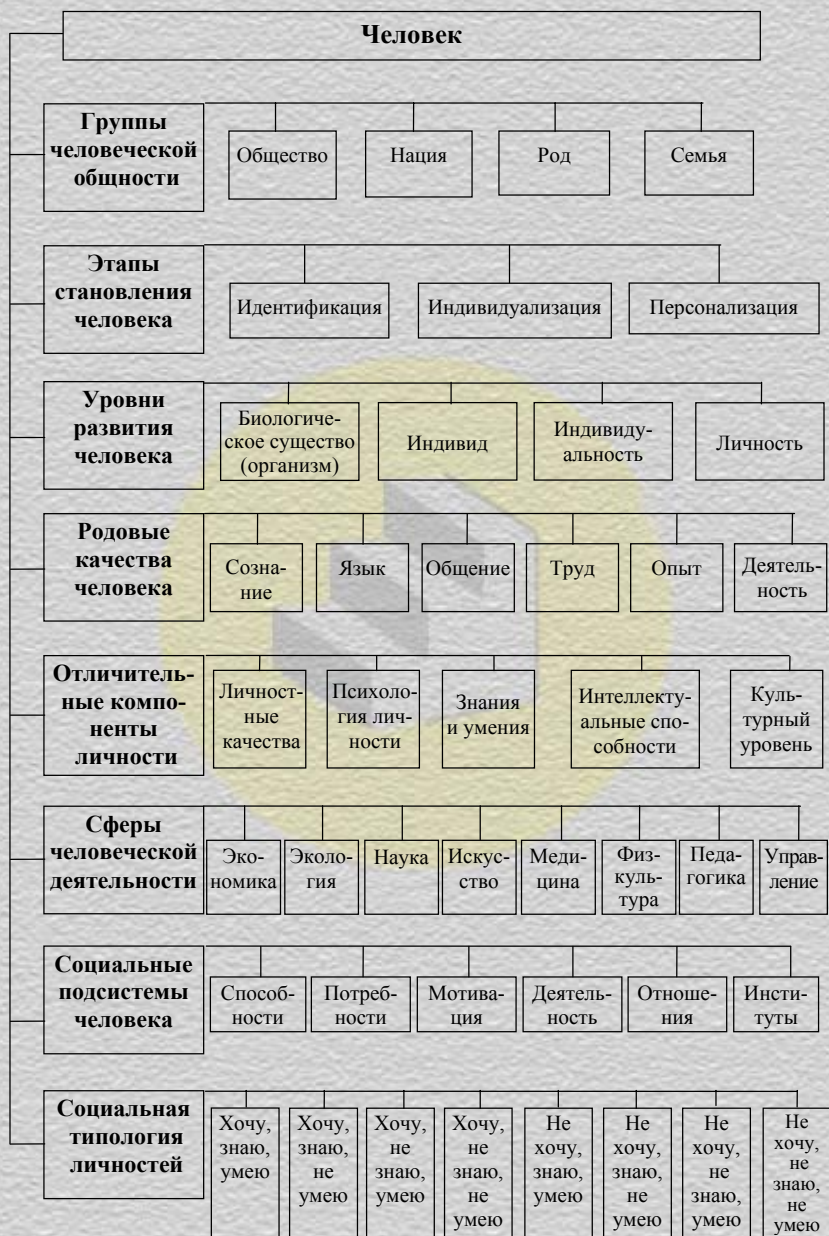 Человек
Группы
человеческой
общности
Общество
Нация
Род
Семья
Этапы
становления
человека
Идентификация
Индивидуализация
Персонализация
Уровни
развития
человека
Биологиче-
ское существо
(организм)
Индивид
Индивиду-
альность
Личность
Родовые
качества
человека
Созна-
ние
Язык
Общение
Труд
Опыт
Деятель-
ность
Отличитель-
ные компо-
ненты
личности
Личност-
ные
качества
Психоло-
гия лич-
ности
Знания
и умения
Интеллекту-
альные спо-
собности
Куль-
турный
уровень
Сферы
человеческой
деятельности
Эко-
номика
Эколо-
гия
Наука
Искус-
ство
Меди-
цина
Физ-
куль-
тура
Педа-
гогика
Управ-
ление
Социальные
подсистемы
человека
Способ-
ности
Потреб-
ности
Мотива-
ция
Деятель-
ность
Отноше-
ния
Инсти-
туты
Социальная
типология
личностей
Хочу,
знаю,
умею
Хочу,
знаю,
не
умею
Хочу,
не
знаю,
умею
Хочу,
не
знаю,
не
умею
Не
хочу,
знаю,
умею
Не
хочу,
знаю,
не
умею
Не
хочу,
не
знаю,
умею
Не
хочу,
не
знаю,
не
умею